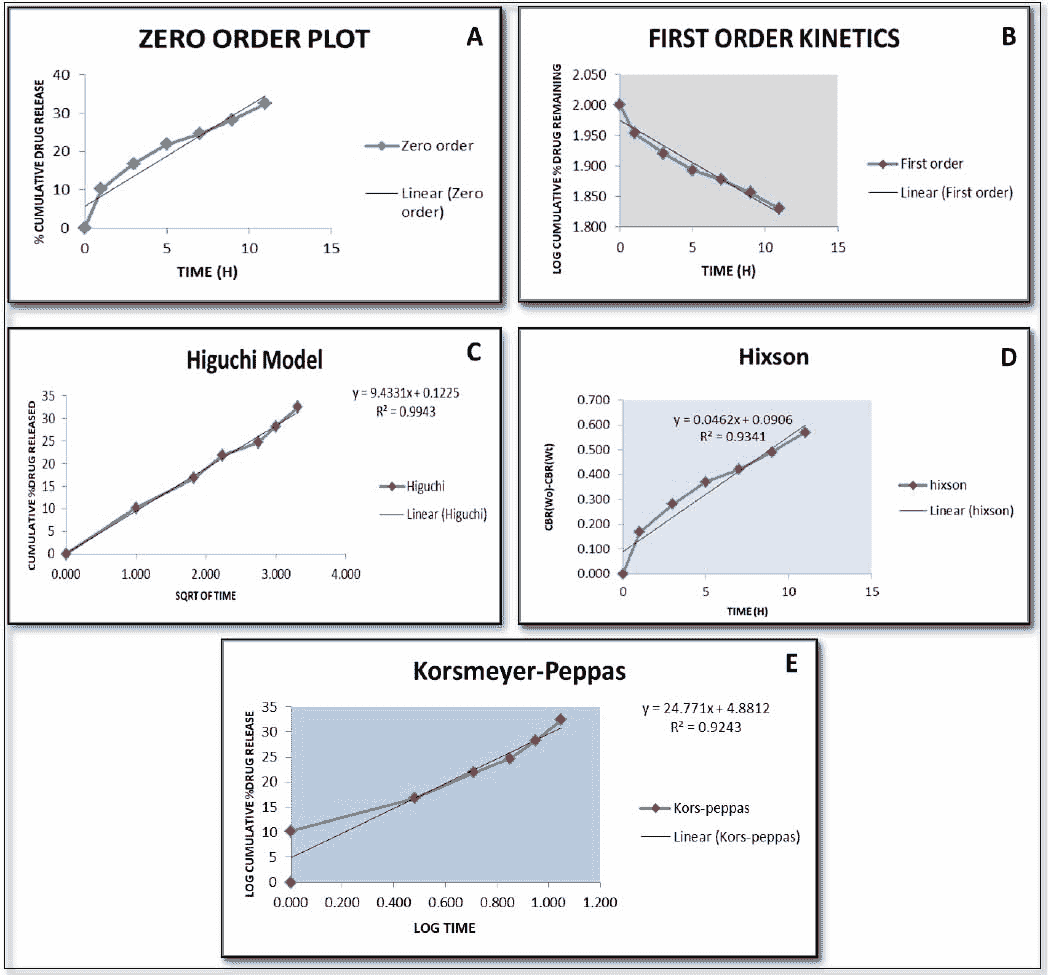 ZERO ORDER PLOT
A
% CUMULATIVE DRUG RELEASE
40
30
20
10
0
0 5 10 15
TIME (H)
Zero order
Linear (Zero
order)
FIRST ORDER KINETICS
B
LOG CUMULATIVE % DRUG REMAINING
2.050
2.000
1.950
1.900
1.850
1.800
0 5 10 15
TIME (H)
First order
Linear (First order)
Higuchi Model
C
y = 9.4331x + 0.1225
R² = 0.9943
CUMULATIVE %DRUG RELEASED
35
30
25
20
15
10
5
0
0.000 1.000 2.000 3.000 4.000
SQRT OF TIME
Higuchi
Linear (Higuchi)
Hixson
D
y = 0.0462x + 0.0906
R² = 0.9341
CBR(Wo)-CBR(Wt)
0.700
0.600
0.500
0.400
0.300
0.200
0.100
0.000
0 5 10 15
TIME (H)
hixson
Linear (hixson)
Korsmeyer-Peppas
E
y = 24.771x + 4.8812
R² = 0.9243
LOG CUMULATIVE %DRUG RELEASE
35
30
25
20
15
10
5
0
0.000 0.200 0.400 0.600 0.800 1.000 1.200
LOG TIME
Kors-peppas
Linear (Kors-peppas)